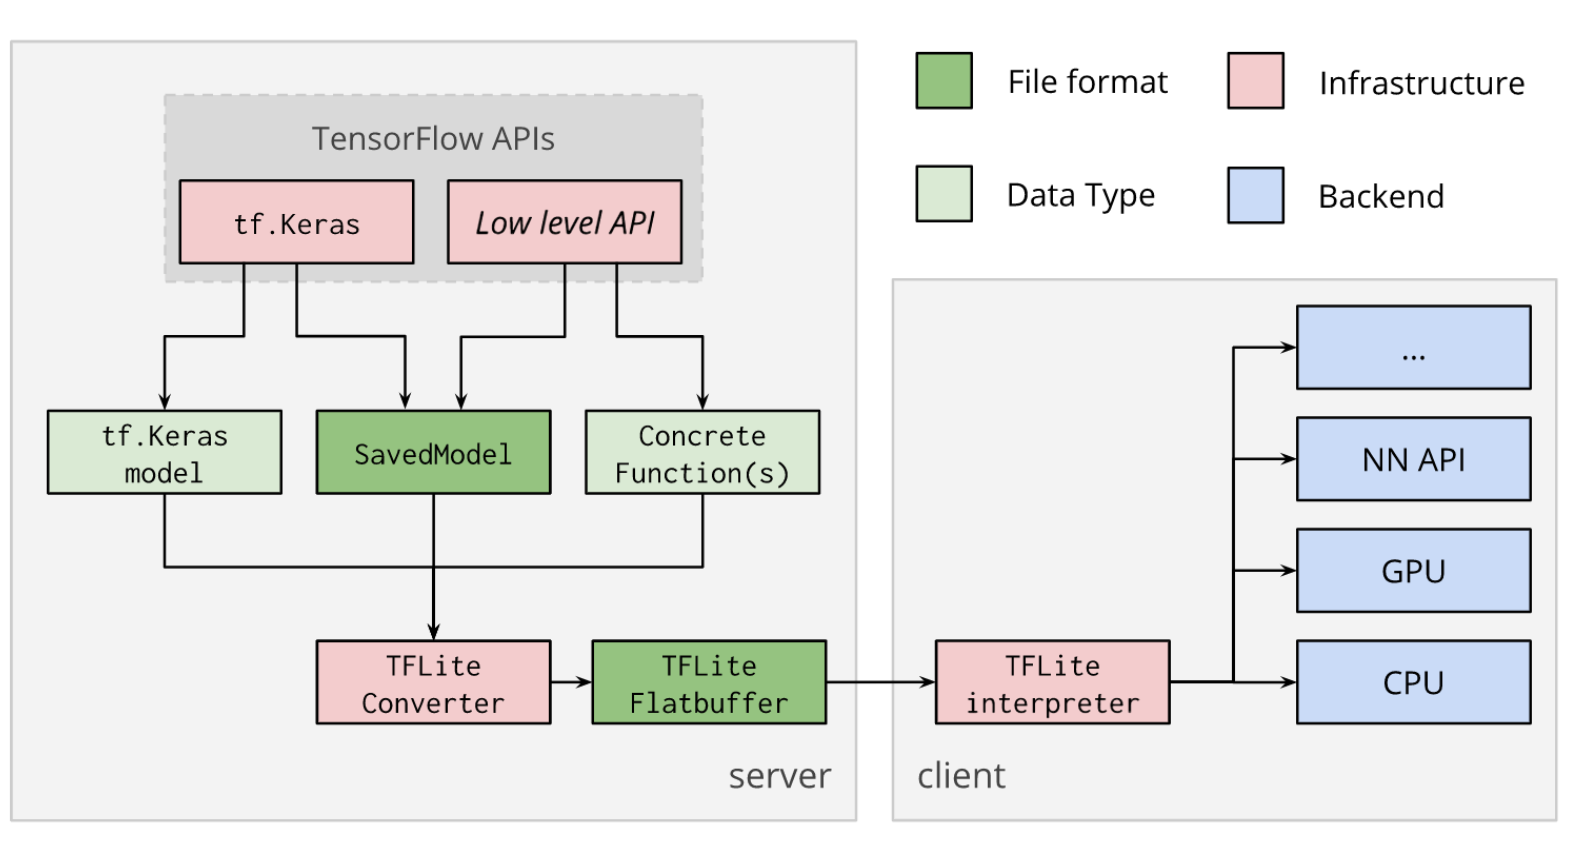 TensorFlow APIs
tf.Keras
Low level API
tf.Keras
model
SavedModel
Concrete
Function(s)
TFLite
Converter
TFLite
Flatbuffer
server
File format
Infrastructure
Data Type
Backend
...
NN API
GPU
CPU
TFLite
interpreter
client